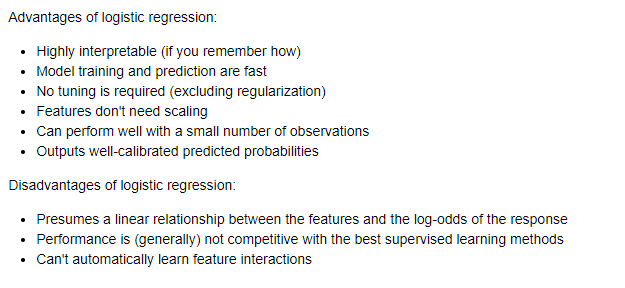 Advantages of logistic regression:
• Highly interpretable (if you remember how)
• Model training and prediction are fast
• No tuning is required (excluding regularization)
• Features don't need scaling
• Can perform well with a small number of observations
• Outputs well-calibrated predicted probabilities
Disadvantages of logistic regression:
• Presumes a linear relationship between the features and the log-odds of the response
• Performance is (generally) not competitive with the best supervised learning methods
• Can't automatically learn feature interactions